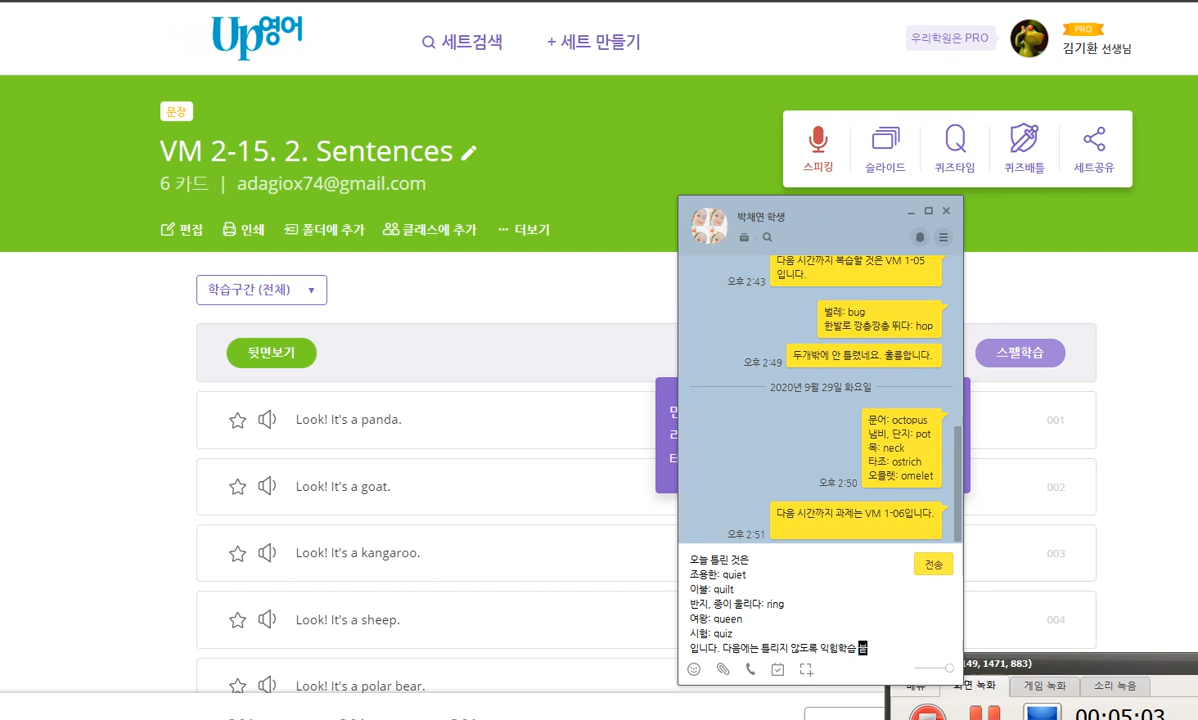 Up영어
세트검색
+ 세트 만들기
우리학원은 PRO
PRO
김기환 선생님
문장
VM 2-15. 2. Sentences
6 카드 | adagiox74@gmail.com
스피킹
슬라이드
퀴즈타임
퀴즈배틀
세트공유
편집
인쇄
폴더에 추가
클래스에 추가
··· 더보기
학습구간 (전체)
뒷면보기
스펠학습
Look! It's a panda.
001
Look! It's a goat.
002
Look! It's a kangaroo.
003
Look! It's a sheep.
004
Look! It's a polar bear.
박채연 학생
다음 시간까지 복습할 것은 VM 1-05
입니다.
오후 2:43
벌레: bug
한발로 깡충깡충 뛰다: hop
두개밖에 안 틀렸네요. 훌륭합니다.
오후 2:49
2020년 9월 29일 화요일
문어: octopus
냄비, 단지: pot
목: neck
타조: ostrich
오믈렛: omelet
오후 2:50
다음 시간까지 과제는 VM 1-06입니다.
오후 2:51
오늘 틀린 것은
조용한: quiet
이불: quilt
반지, 종이 울리다: ring
여왕: queen
시험: quiz
입니다. 다음에는 틀리지 않도록 익힘학습
전송
149, 1471, 883)
화면 녹화
게임 녹화
소리 녹음
00:05:03